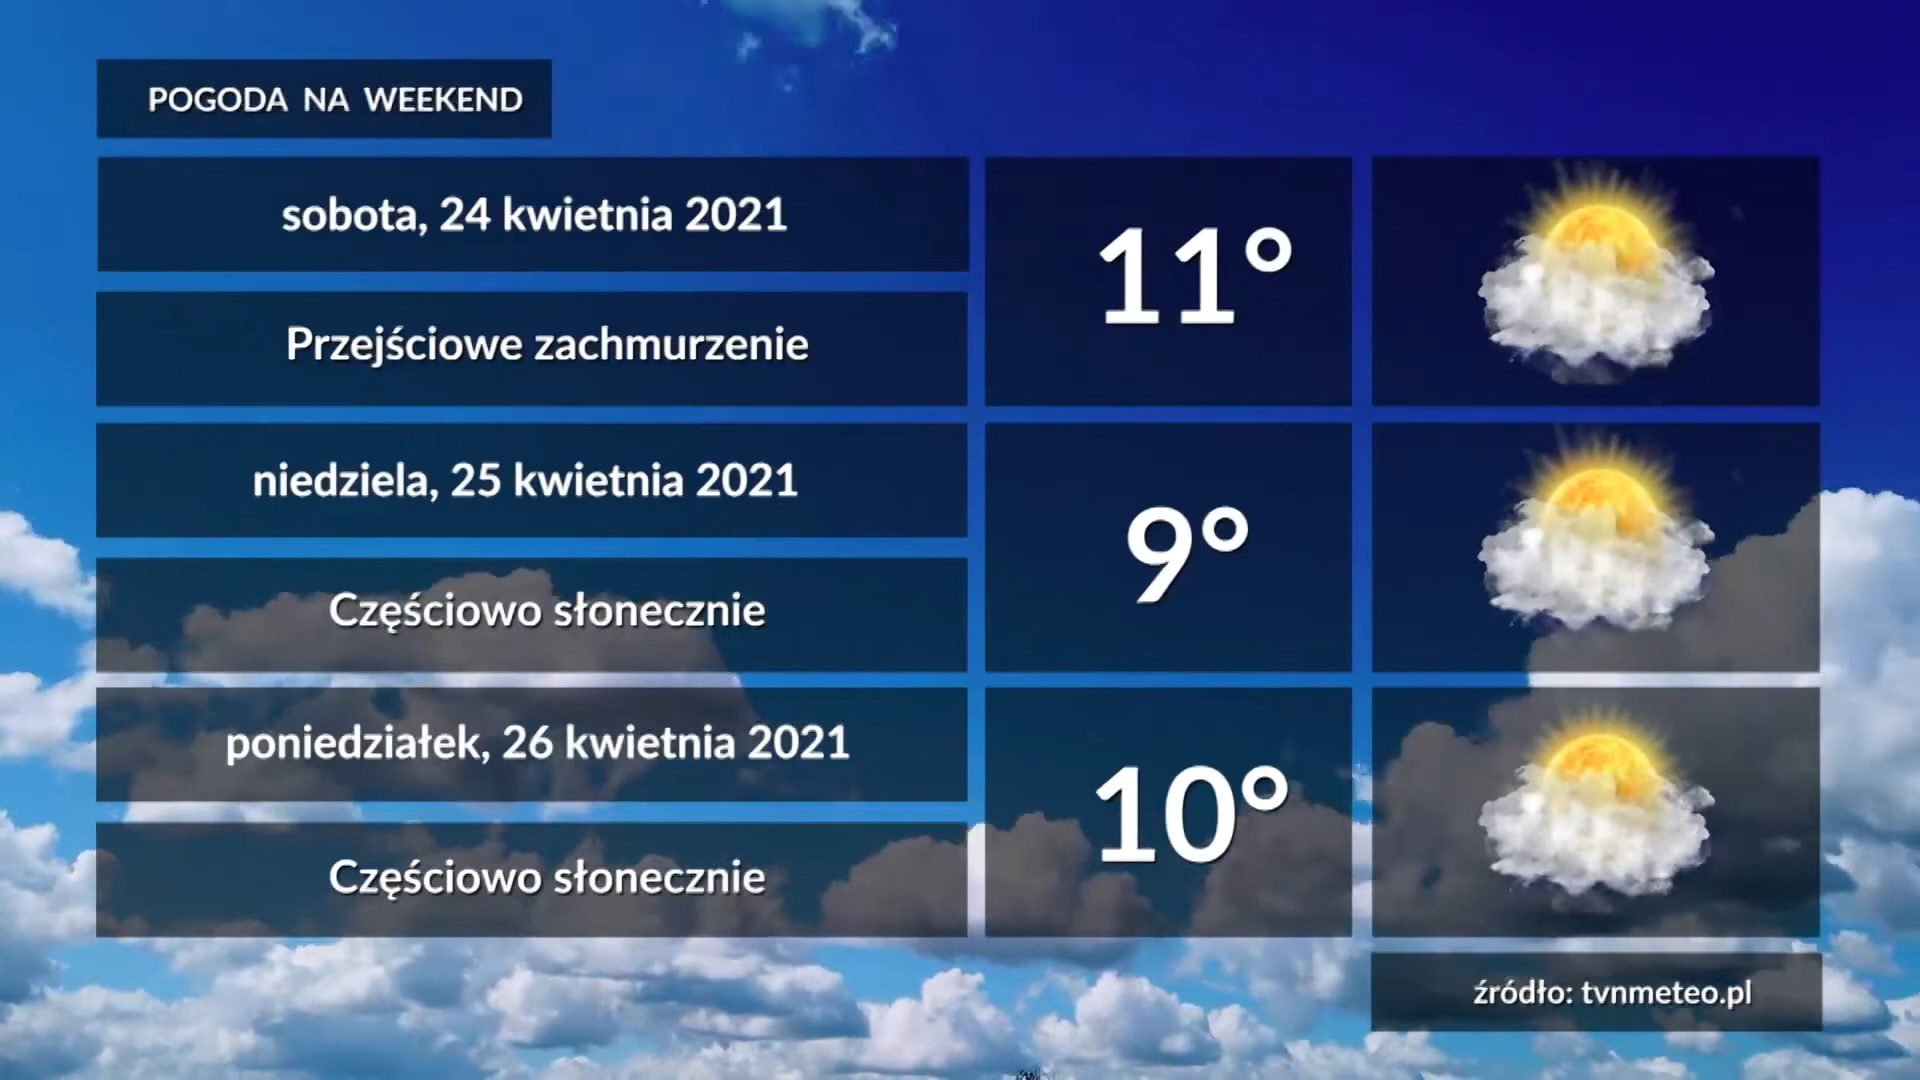 POGODA NA WEEKEND
sobota, 24 kwietnia 2021
11°
Przejściowe zachmurzenie
niedziela, 25 kwietnia 2021
9°
Częściowo słonecznie
poniedziałek, 26 kwietnia 2021
10°
Częściowo słonecznie
źródło: tvnmeteo.pl